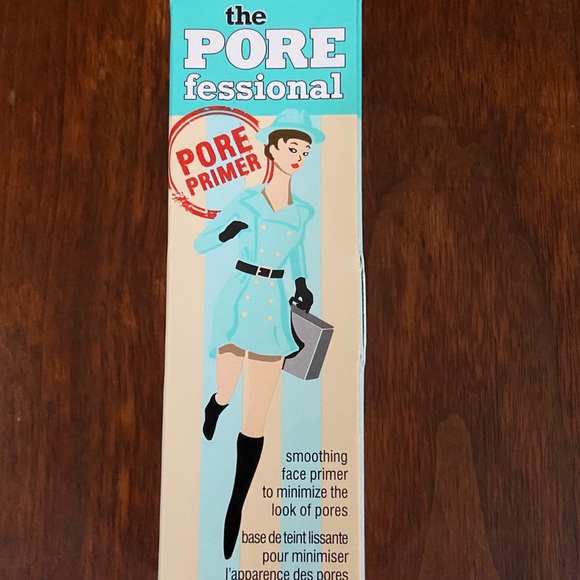 the
PORE
fessional
PORE
PRIMER
smoothing
face primer
to minimize the
look of pores
base de teint lissante
pour minimiser
l'apparence des pores